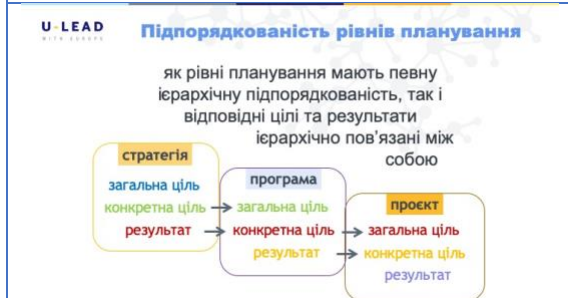 U-LEAD
WITH EUROPE
Підпорядкованість рівнів планування
як рівні планування мають певну
ієрархічну підпорядкованість, так і
відповідні цілі та результати
ієрархічно пов’язані між
собою
стратегія
загальна ціль
конкретна ціль
результат
програма
загальна ціль
конкретна ціль
результат
проєкт
загальна ціль
конкретна ціль
результат